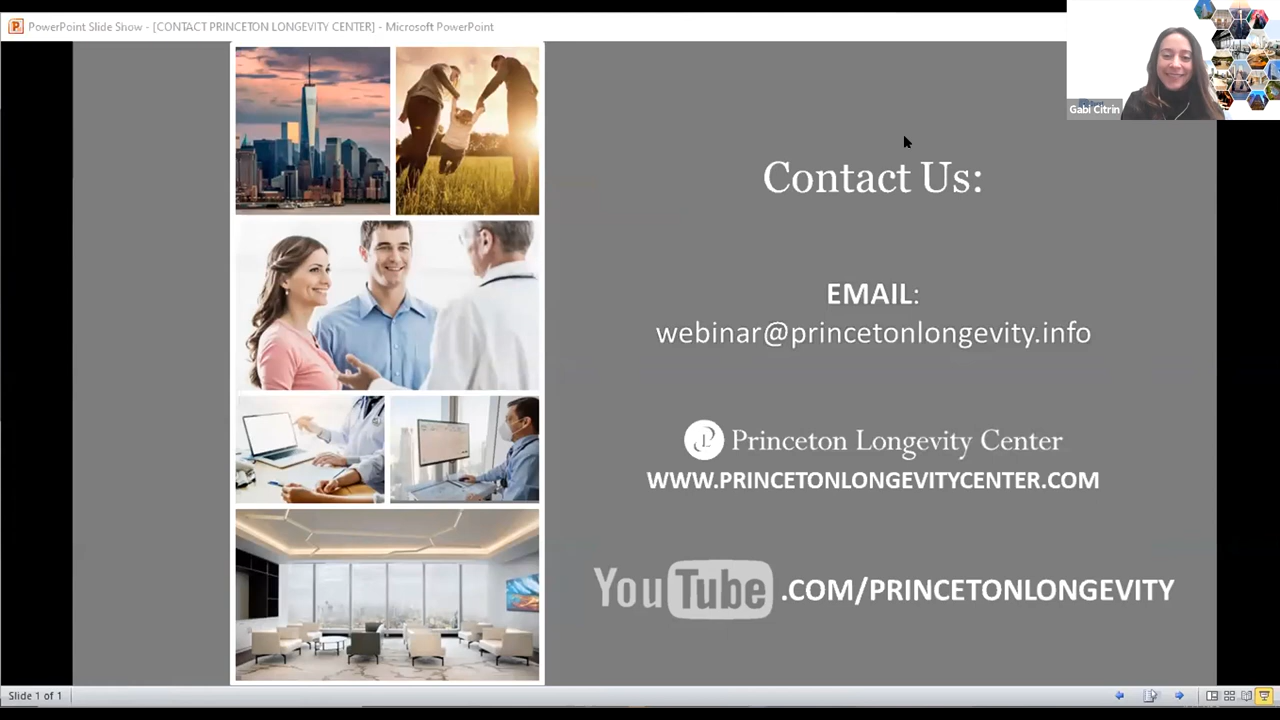 PowerPoint Slide Show - [CONTACT PRINCETON LONGEVITY CENTER] - Microsoft PowerPoint
Gabi Citrin
Contact Us:
EMAIL:
webinar@princetonlongevity.info
Princeton Longevity Center
WWW.PRINCETONLONGEVITYCENTER.COM
YouTube.COM/PRINCETONLONGEVITY
Slide 1 of 1